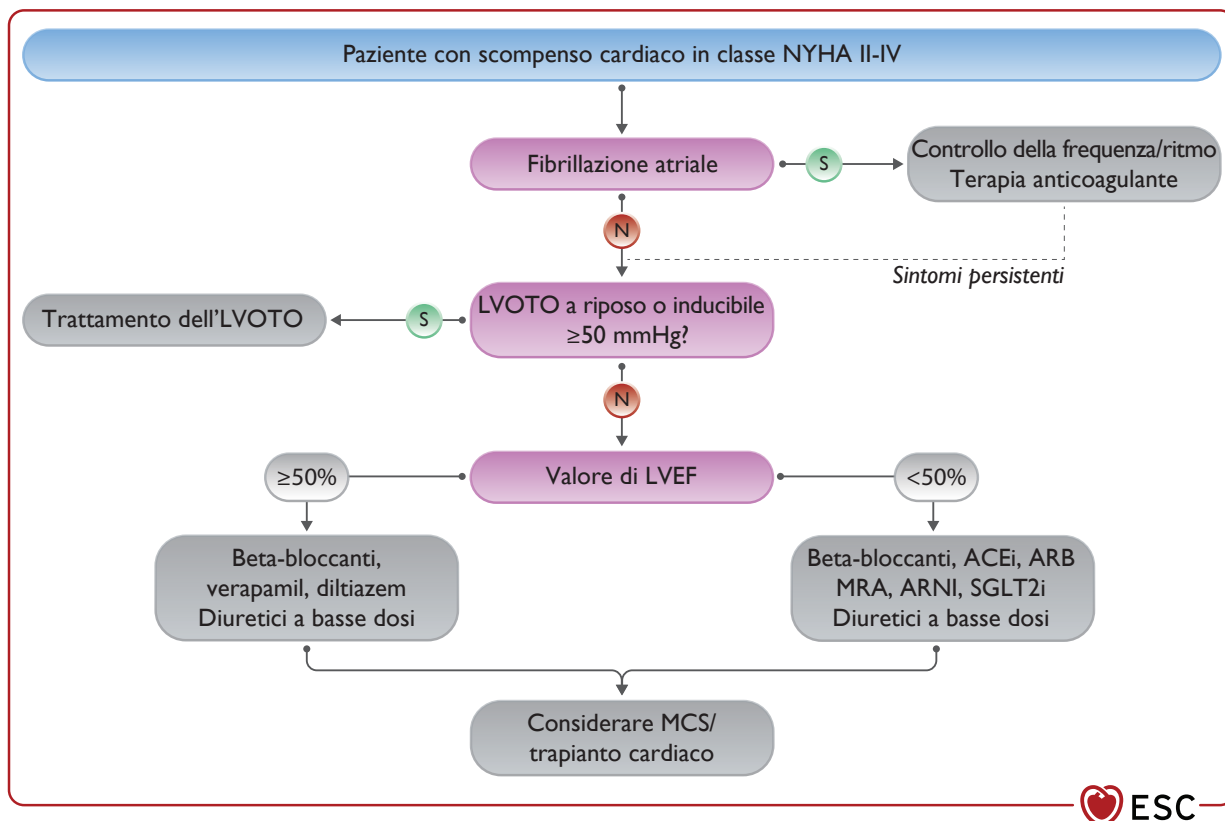 Paziente con scompenso cardiaco in classe NYHA II-IV
Fibrillazione atriale
S
Controllo della frequenza/ritmo
Terapia anticoagulante
N
Sintomi persistenti
Trattamento dell'LVOTO
S
LVOTO a riposo o inducibile
≥50 mmHg?
N
≥50%
Valore di LVEF
<50%
Beta-bloccanti,
verapamil, diltiazem
Diuretici a basse dosi
Beta-bloccanti, ACEi, ARB
MRA, ARNI, SGLT2i
Diuretici a basse dosi
Considerare MCS/
trapianto cardiaco
ESC